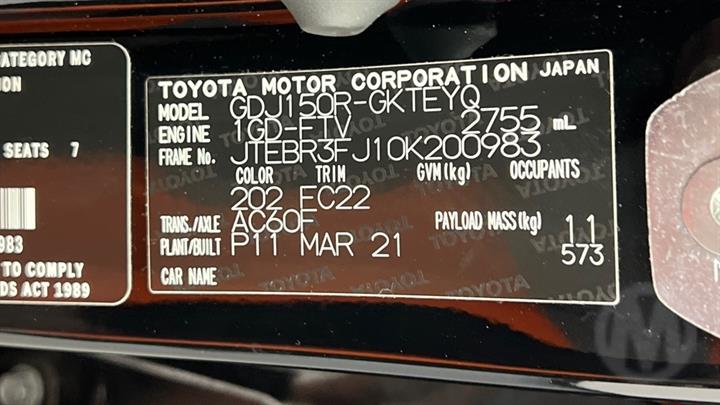 CATEGORY MC
ION
SEATS 7
983
TO COMPLY
DS ACT 1989
TOYOTA MOTOR CORPORATION JAPAN
MODEL GDJ150R-GKTEYQ
ENGINE 1GD-FTV 2755 mL
FRAME No. JTEBR3FJ10K200983
COLOR TRIM GVM(kg) OCCUPANTS
202 FC22
TRANS./AXLE AC60F PAYLOAD MASS(kg) 11
573
PLANT/BUILT P11 MAR 21
CAR NAME